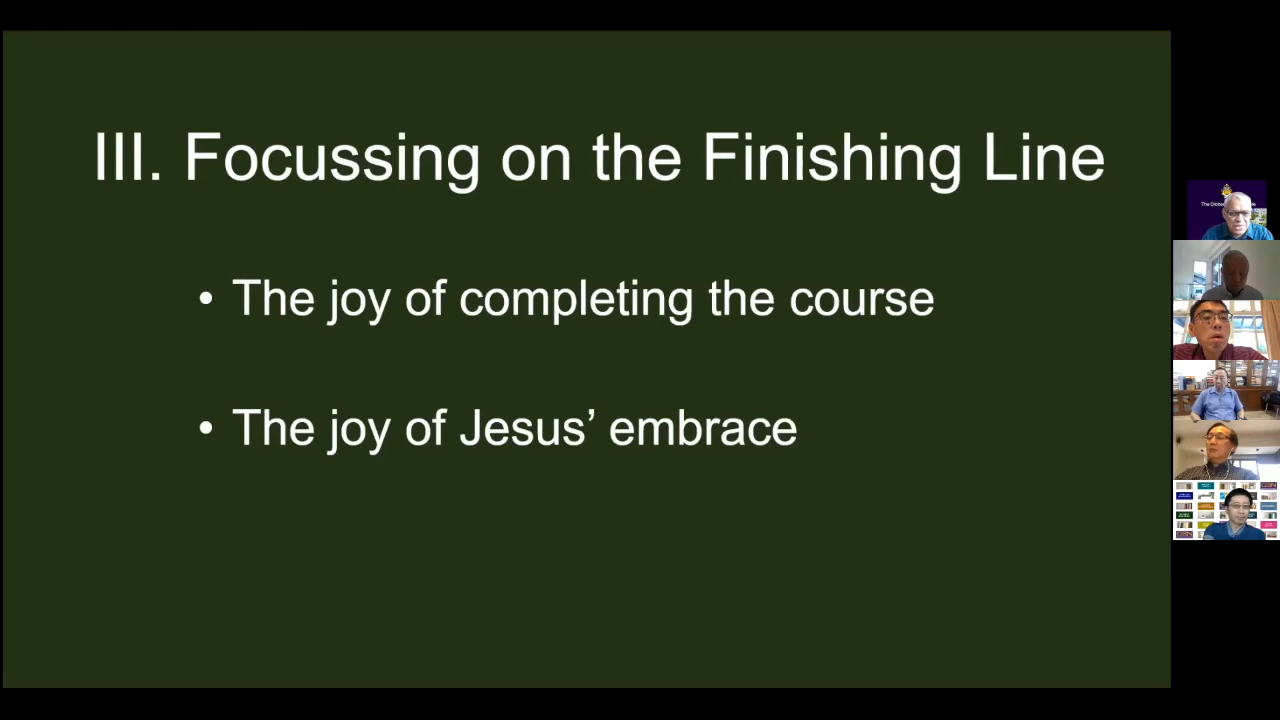 III. Focussing on the Finishing Line
• The joy of completing the course
• The joy of Jesus’ embrace